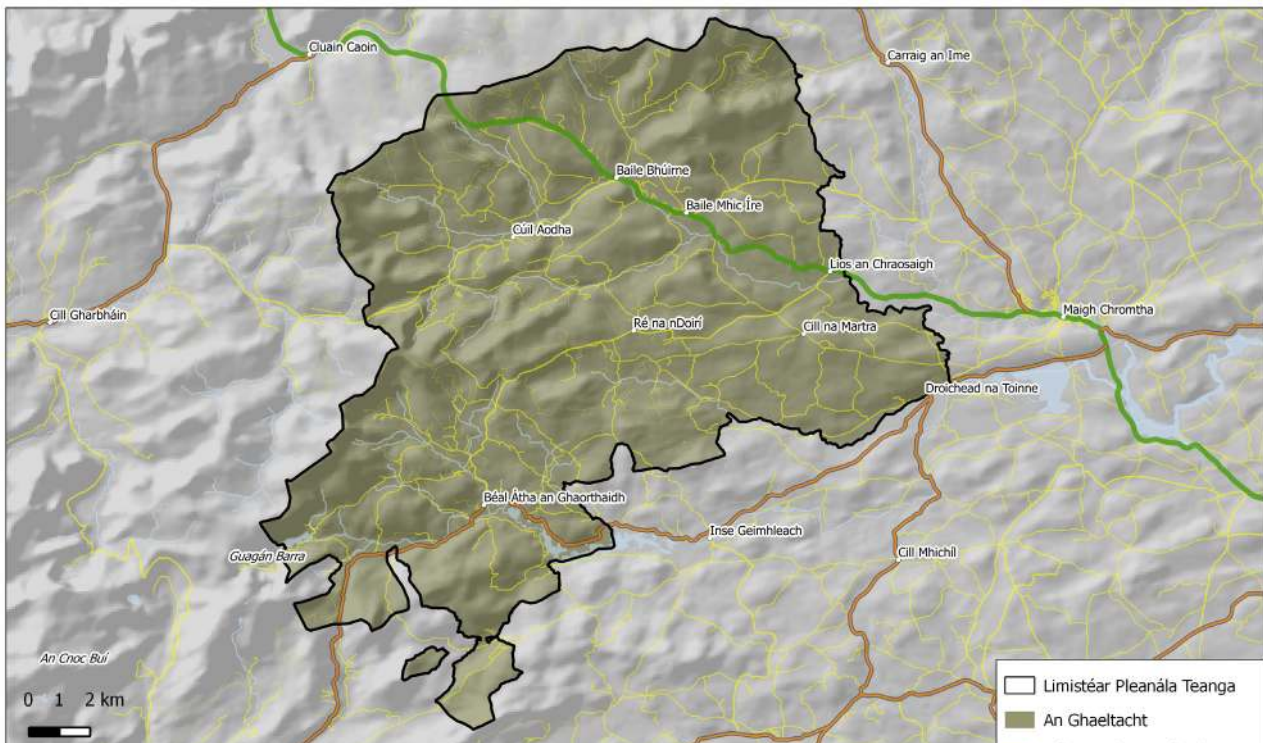 Cluain Caoin
Carraig an Ime
Baile Bhúirne
Baile Mhic Íre
Cúil Aodha
Lios an Chraosaigh
Cill Gharbháin
Ré na nDoirí
Cill na Martra
Maigh Chromtha
Droichead na Toinne
Béal Átha an Ghaorthaidh
Inse Geimhleach
Guagán Barra
Cill Mhichíl
An Cnoc Buí
0 1 2 km
Limistéar Pleanála Teanga
An Ghaeltacht